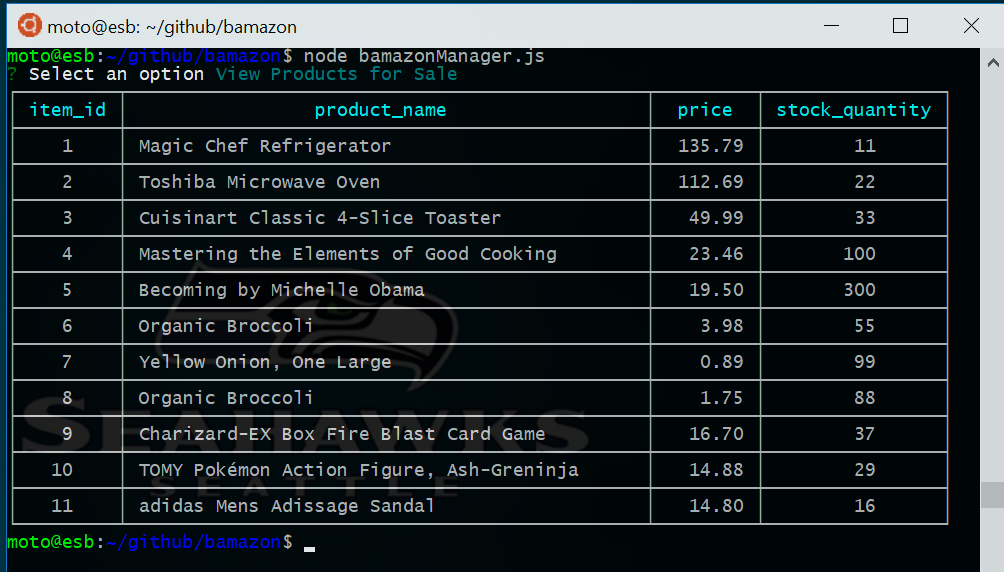 moto@esb: ~/github/bamazon
moto@esb:~/github/bamazon$ node bamazonManager.js
? Select an option View Products for Sale
item_id product_name price stock_quantity
1 Magic Chef Refrigerator 135.79 11
2 Toshiba Microwave Oven 112.69 22
3 Cuisinart Classic 4-Slice Toaster 49.99 33
4 Mastering the Elements of Good Cooking 23.46 100
5 Becoming by Michelle Obama 19.50 300
6 Organic Broccoli 3.98 55
7 Yellow Onion, One Large 0.89 99
8 Organic Broccoli 1.75 88
9 Charizard-EX Box Fire Blast Card Game 16.70 37
10 TOMY Pokémon Action Figure, Ash-Greninja 14.88 29
11 adidas Mens Adissage Sandal 14.80 16
moto@esb:~/github/bamazon$
SEAHAWKS
SEATTLE